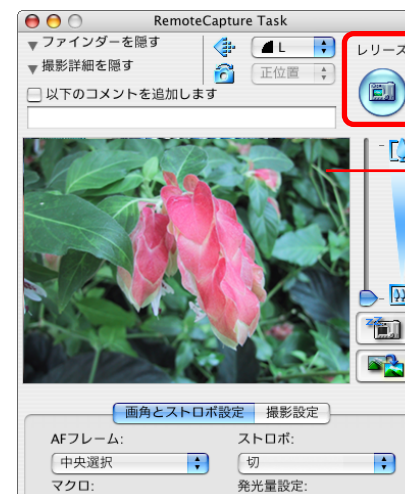 RemoteCapture Task
ファインダーを隠す
L
レリーズ
撮影詳細を隠す
正位置
以下のコメントを追加します
画角とストロボ設定
撮影設定
AFフレーム:
ストロボ:
中央選択
切
マクロ:
発光量設定: